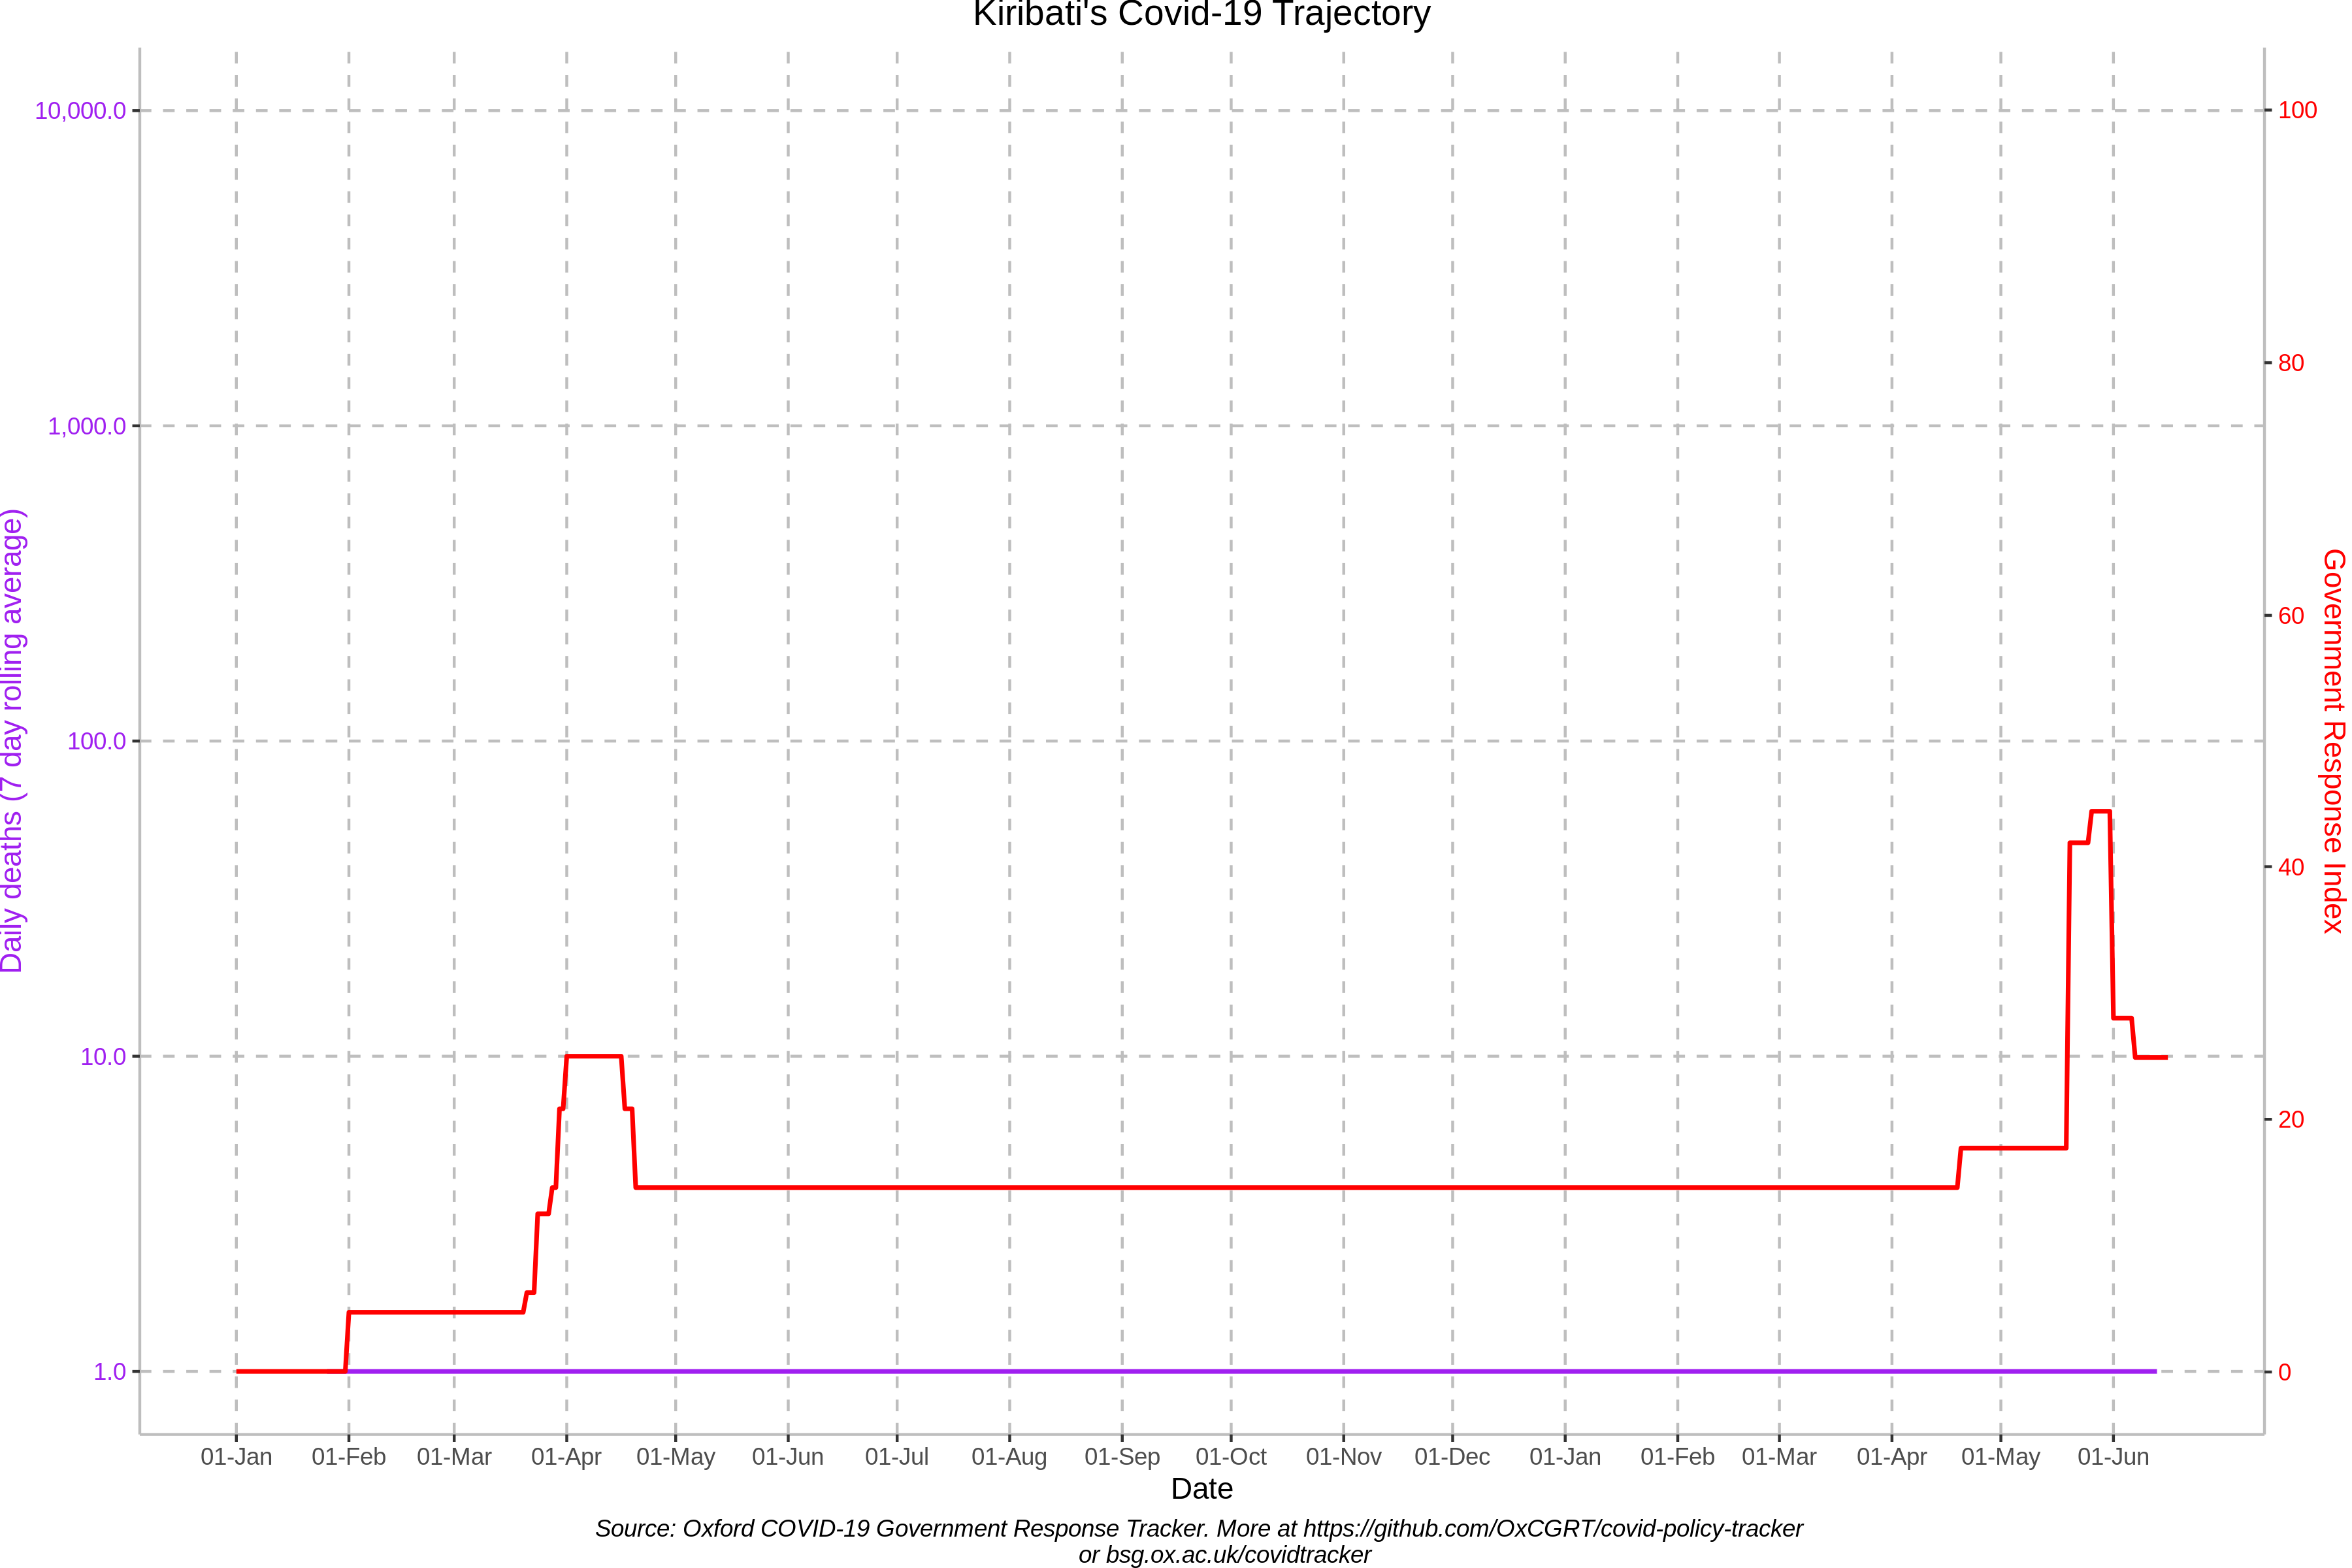 Kiribati's Covid-19 Trajectory
10,000.0
1,000.0
100.0
10.0
1.0
Daily deaths (7 day rolling average)
100
80
60
40
20
0
Government Response Index
01-Jan 01-Feb 01-Mar 01-Apr 01-May 01-Jun 01-Jul 01-Aug 01-Sep 01-Oct 01-Nov 01-Dec 01-Jan 01-Feb 01-Mar 01-Apr 01-May 01-Jun
Date
Source: Oxford COVID-19 Government Response Tracker. More at https://github.com/OxCGRT/covid-policy-tracker
or bsg.ox.ac.uk/covidtracker